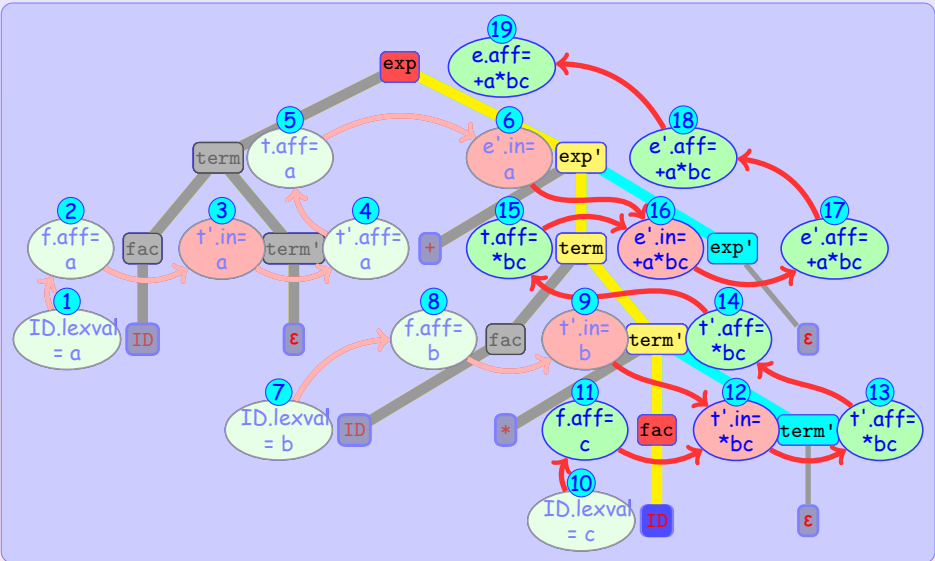 19
exp
e.aff=
+a*bc
5
6
18
term
t.aff=
a
e'.in=
a
exp'
e'.aff=
+a*bc
2
3
4
15
16
17
f.aff=
a
fac
t'.in=
a
term'
t'.aff=
a
+
t.aff=
*bc
term
e'.in=
+a*bc
exp'
e'.aff=
+a*bc
1
8
9
14
ID.lexval
= a
ID
ε
f.aff=
b
fac
t'.in=
b
term'
t'.aff=
*bc
ε
7
11
12
13
ID.lexval
= b
ID
*
f.aff=
c
fac
t'.in=
*bc
term'
t'.aff=
*bc
10
ID.lexval
= c
ID
ε